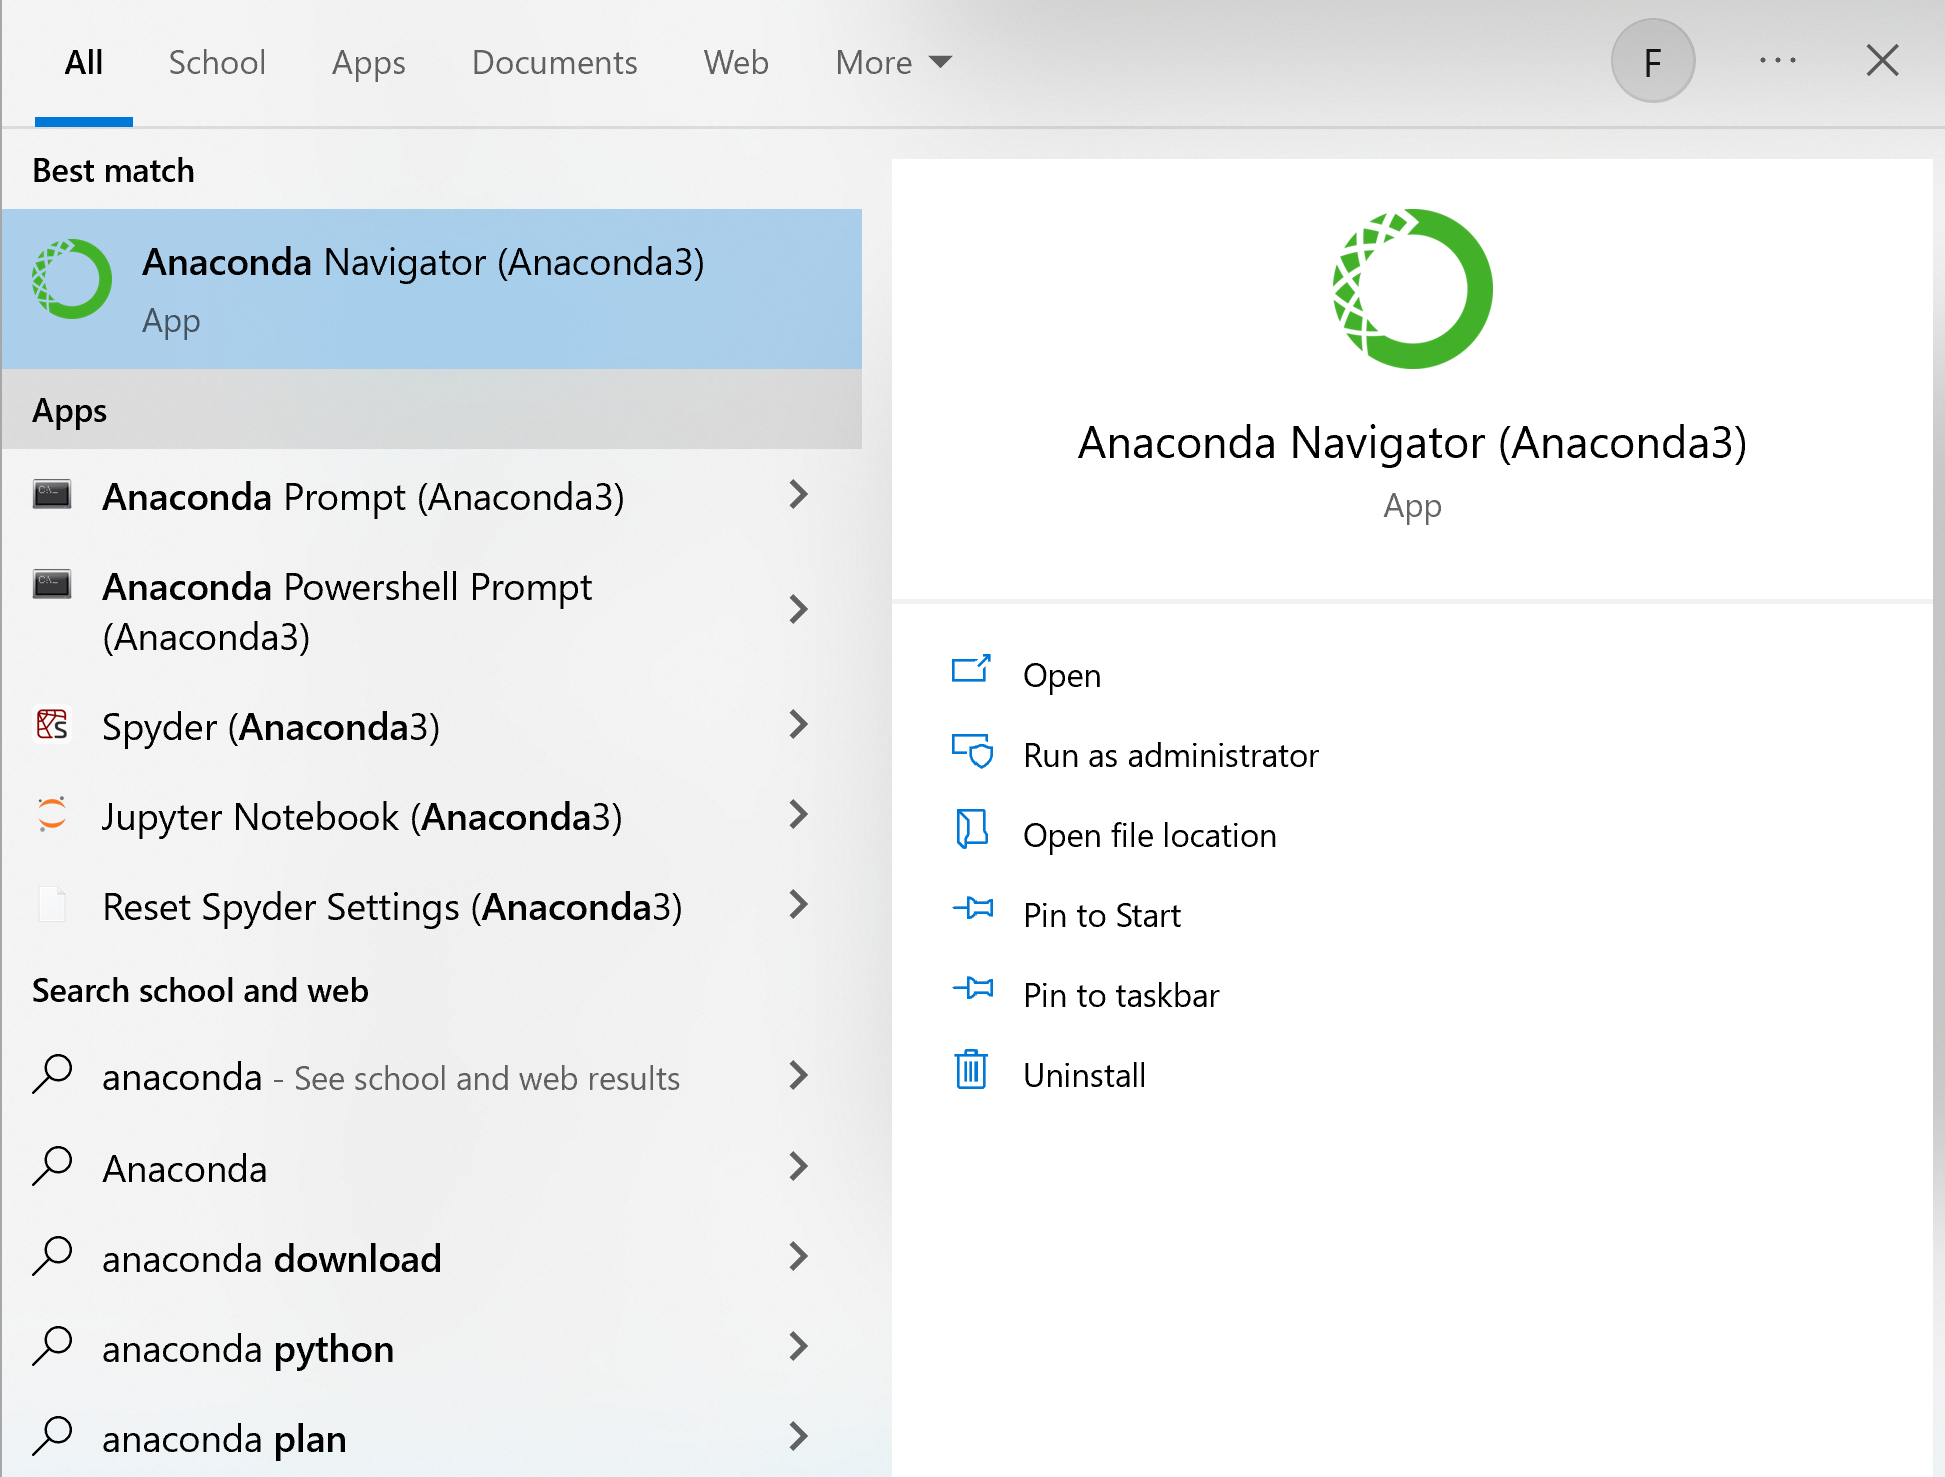 All School Apps Documents Web More F ...
Best match
Anaconda Navigator (Anaconda3)
App
Apps
Anaconda Prompt (Anaconda3)
Anaconda Powershell Prompt
(Anaconda3)
Spyder (Anaconda3)
Jupyter Notebook (Anaconda3)
Reset Spyder Settings (Anaconda3)
Search school and web
anaconda - See school and web results
Anaconda
anaconda download
anaconda python
anaconda plan
Anaconda Navigator (Anaconda3)
App
Open
Run as administrator
Open file location
Pin to Start
Pin to taskbar
Uninstall